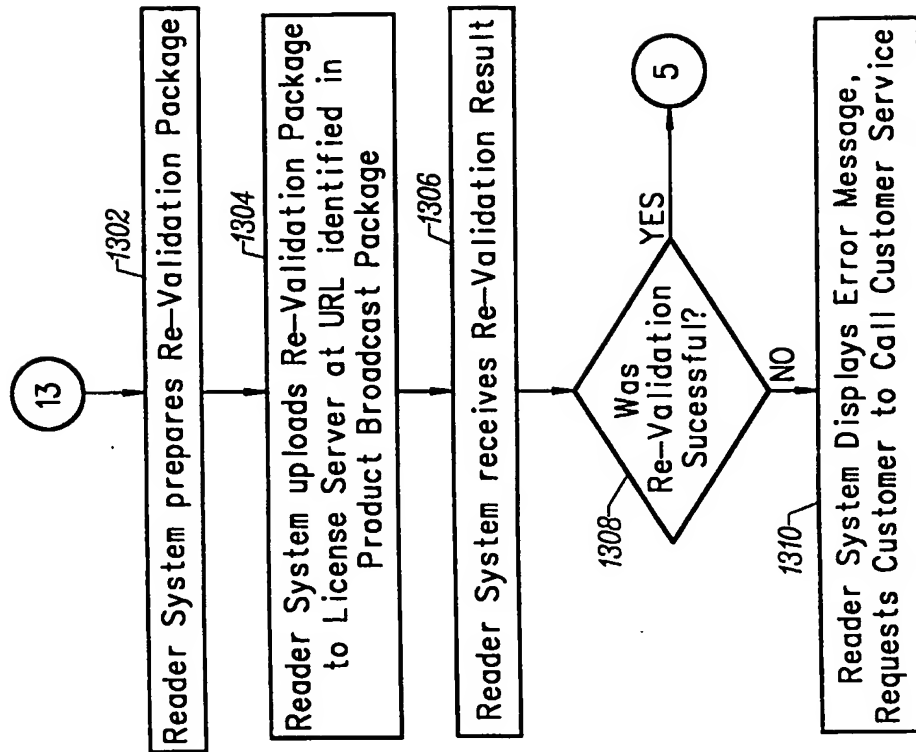 13
1302
Reader System prepares Re-Validation Package
1304
Reader System uploads Re-Validation Package
to License Server at URL identified in
Product Broadcast Package
1306
Reader System receives Re-Validation Result
Was
Re-Validation
Sucessful?
1308
YES
5
NO
1310
Reader System Displays Error Message,
Requests Customer to Call Customer Service